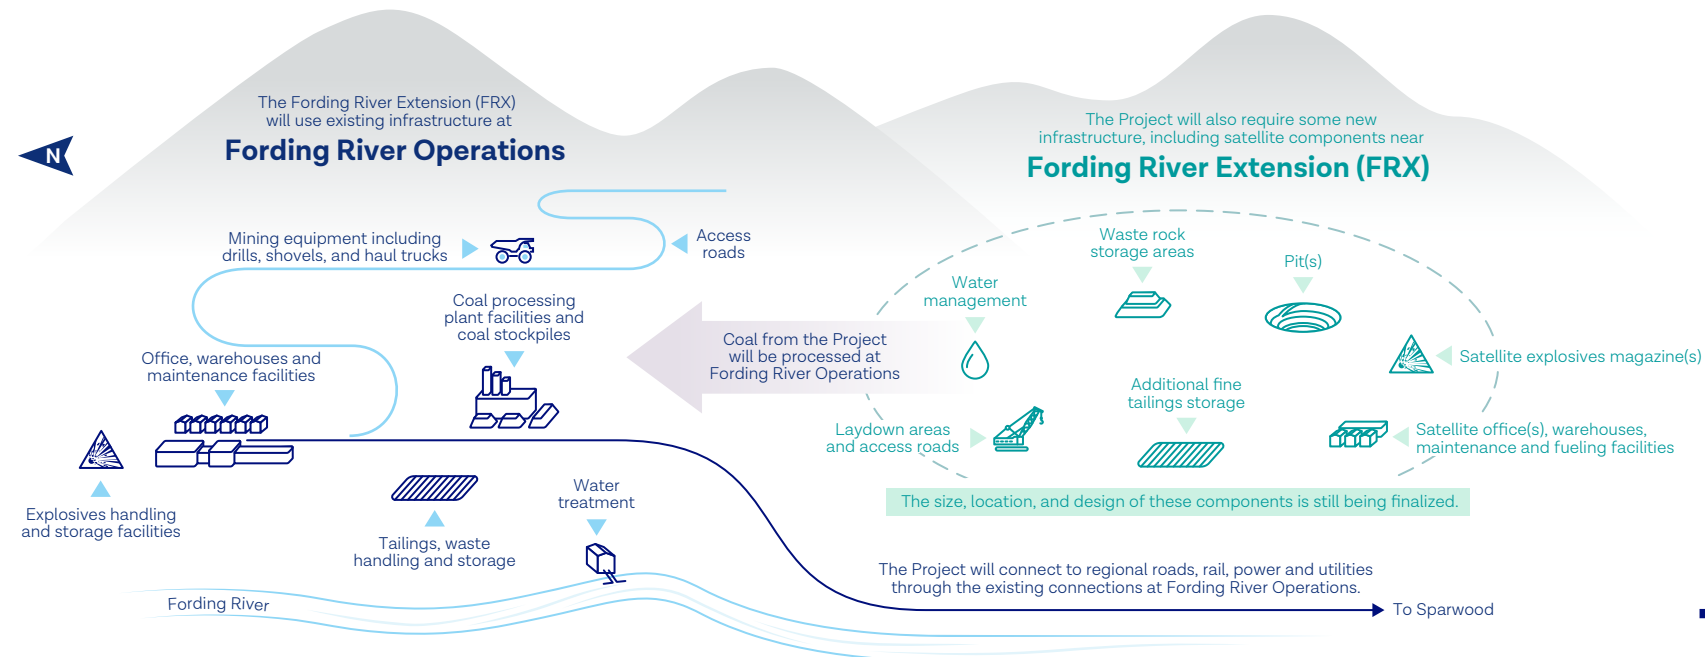 The Fording River Extension (FRX)
will use existing infrastructure at
Fording River Operations
N
Mining equipment including
drills, shovels, and haul trucks
Access
roads
Coal processing
plant facilities and
coal stockpiles
Office, warehouses and
maintenance facilities
Explosives handling
and storage facilities
Tailings, waste
handling and storage
Water
treatment
Fording River
Coal from the Project
will be processed at
Fording River Operations
The Project will also require some new
infrastructure, including satellite components near
Fording River Extension (FRX)
Waste rock
storage areas
Pit(s)
Water
management
Satellite explosives magazine(s)
Additional fine
tailings storage
Laydown areas
and access roads
Satellite office(s), warehouses,
maintenance and fueling facilities
The size, location, and design of these components is still being finalized.
The Project will connect to regional roads, rail, power and utilities
through the existing connections at Fording River Operations.
To Sparwood